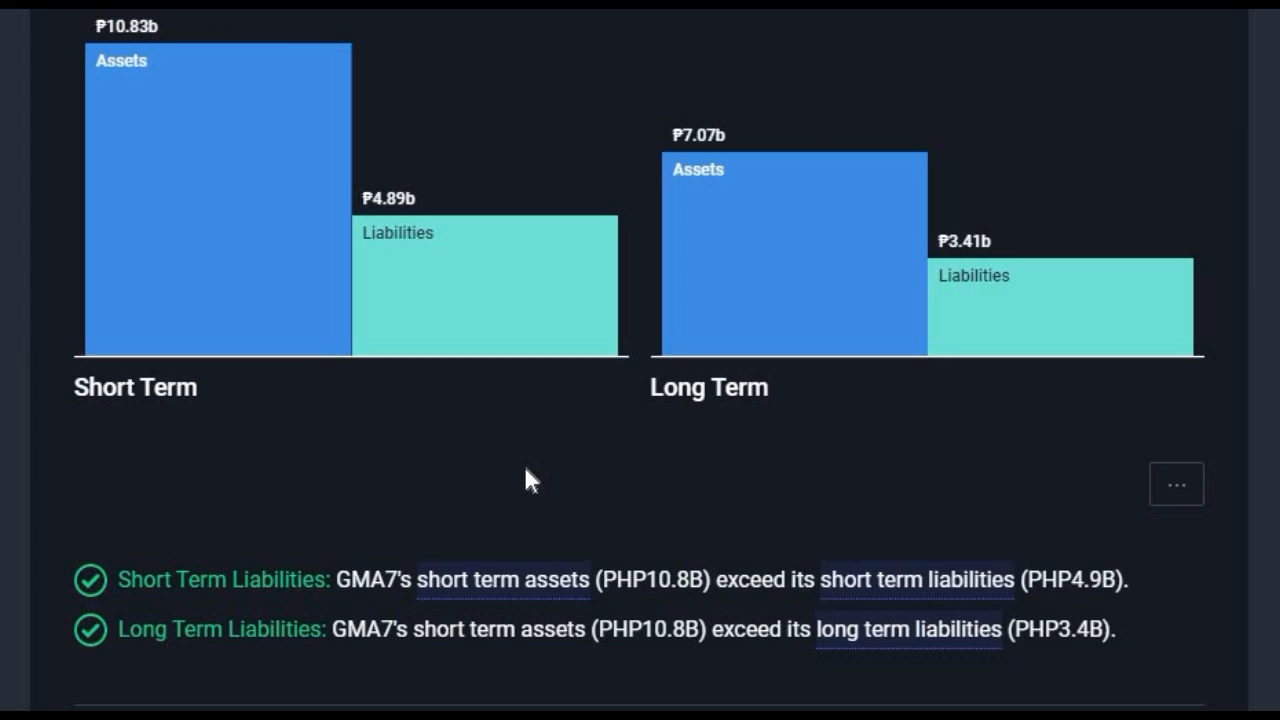 ₱10.83b
Assets
₱4.89b
Liabilities
₱7.07b
Assets
₱3.41b
Liabilities
Short Term
Long Term
...
Short Term Liabilities: GMA7's short term assets (PHP10.8B) exceed its short term liabilities (PHP4.9B).
Long Term Liabilities: GMA7's short term assets (PHP10.8B) exceed its long term liabilities (PHP3.4B).